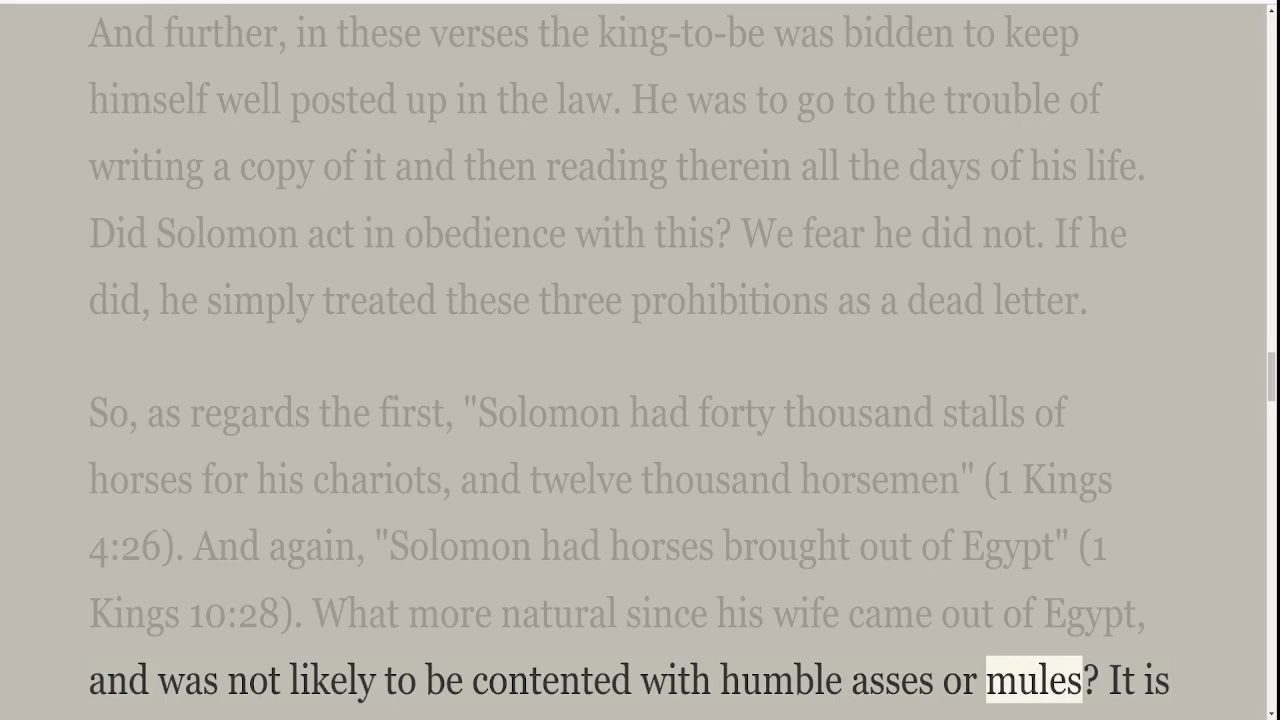 And further, in these verses the king-to-be was bidden to keep
himself well posted up in the law. He was to go to the trouble of
writing a copy of it and then reading therein all the days of his life.
Did Solomon act in obedience with this? We fear he did not. If he
did, he simply treated these three prohibitions as a dead letter.
So, as regards the first, "Solomon had forty thousand stalls of
horses for his chariots, and twelve thousand horsemen" (1 Kings
4:26). And again, "Solomon had horses brought out of Egypt" (1
Kings 10:28). What more natural since his wife came out of Egypt,
and was not likely to be contented with humble asses or mules? It is